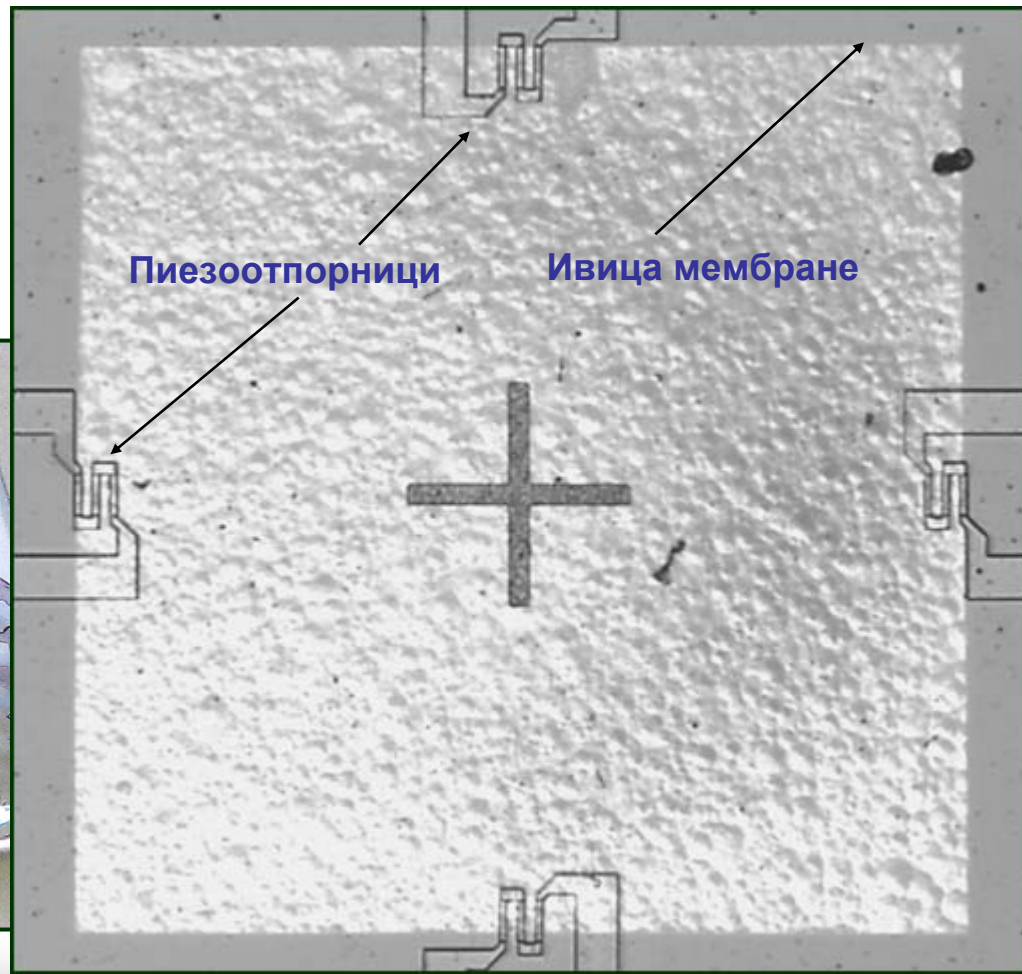 Пиезоотпорници
Ивица мембране